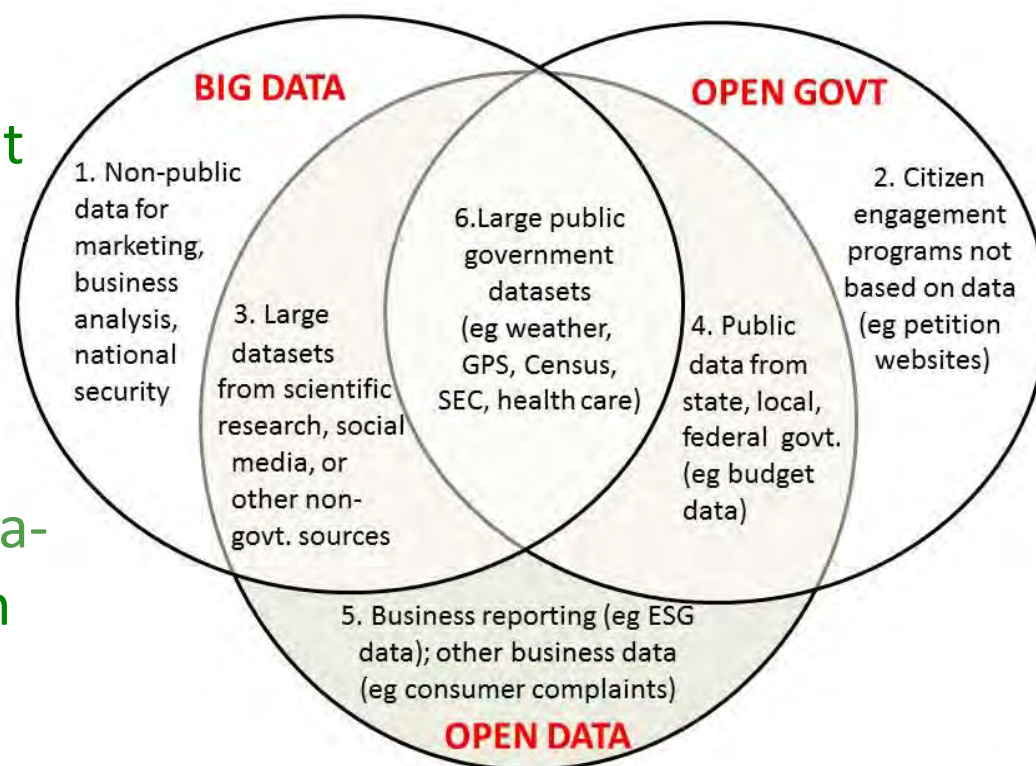 BIG DATA
OPEN GOVT
t
1. Non-public
data for
marketing,
business
analysis,
national
security
2. Citizen
engagement
programs not
based on data
(eg petition
websites)
6.Large public
government
datasets
(eg weather,
GPS, Census,
SEC, health care)
3. Large
datasets
from scientific
research, social
media, or
other non-
govt. sources
4. Public
data from
state, local,
federal govt.
(eg budget
data)
a-
5. Business reporting (eg ESG
data); other business data
(eg consumer complaints)
OPEN DATA